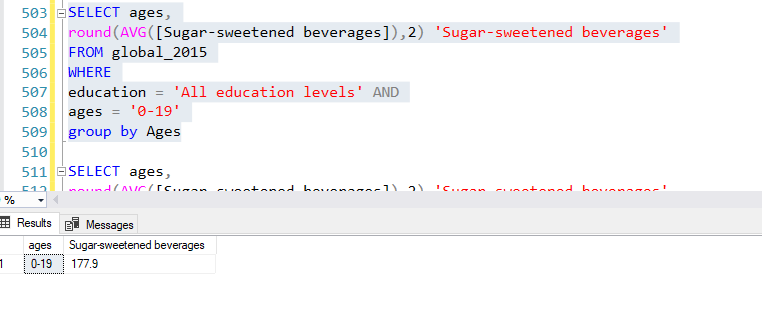 503 SELECT ages,
504 round(AVG([Sugar-sweetened beverages]),2) 'Sugar-sweetened beverages'
505 FROM global_2015
506 WHERE
507 education = 'All education levels' AND
508 ages = '0-19'
509 group by Ages
510
511 SELECT ages,
512 round(AVG([Sugar-sweetened beverages]),2) 'Sugar-sweetened beverages'
%
Results Messages
ages Sugar-sweetened beverages
1 0-19 177.9